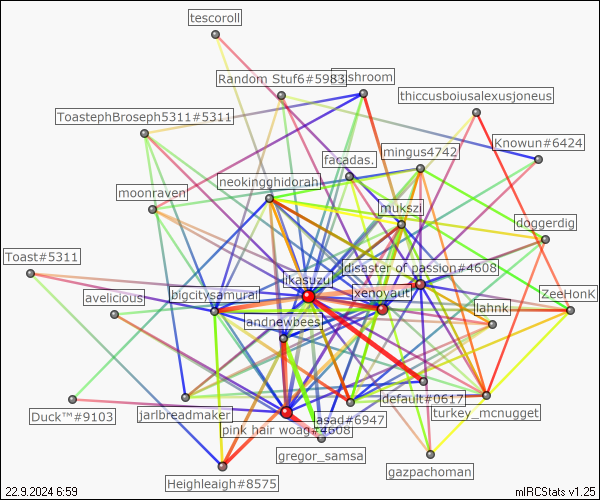 tescoroll
Random Stuf6#5983
thiccusboiusalexusjoneus
ToastephBroseph5311#5311
Knowun#6424
mingus4742
facadas.
neokingghidorah
moonraven
mukszi
doggerdig
Toast#5311
disaster of passion#4608
ikasuzu
xenoyaut
ZeeHonK
bigcitysamurai
avelicious
lahnk
landnewbees
default#0617
Duck™#9103
jarlbreadmaker
turkey_mcnugget
asad#6947
pink hair woag#4608
gregor_samsa
gazpachoman
Heighleaigh#8575
22.9.2024 6:59
mIRCStats v1.25